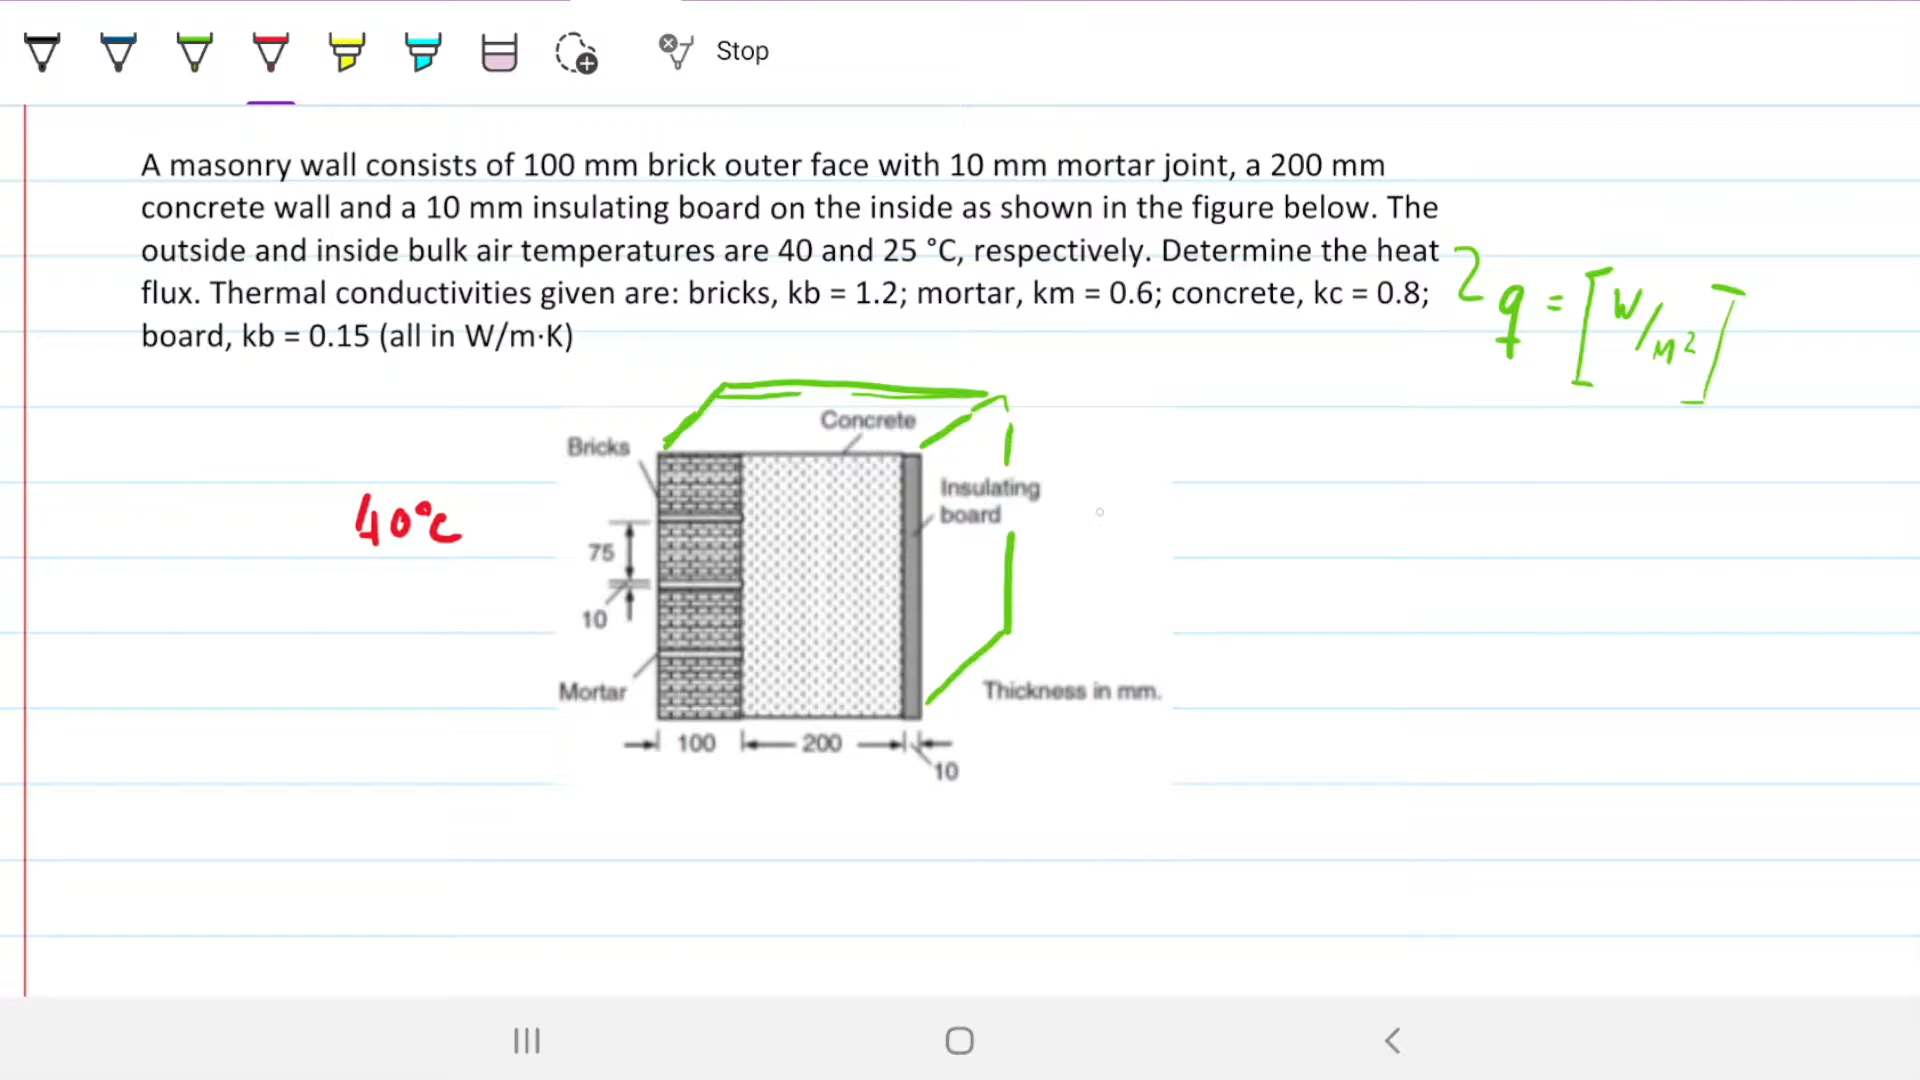 Stop
A masonry wall consists of 100 mm brick outer face with 10 mm mortar joint, a 200 mm
concrete wall and a 10 mm insulating board on the inside as shown in the figure below. The
outside and inside bulk air temperatures are 40 and 25 °C, respectively. Determine the heat
flux. Thermal conductivities given are: bricks, kb = 1.2; mortar, km = 0.6; concrete, kc = 0.8;
board, kb = 0.15 (all in W/m·K)
q = [W/m²]
Concrete
Bricks
Insulating
board
40°C
75
10
Mortar
Thickness in mm.
100
200
10